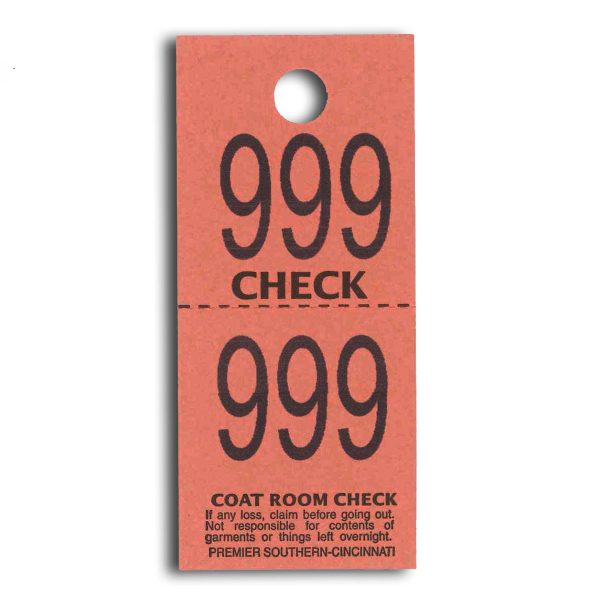 999
CHECK
999
COAT ROOM CHECK
If any loss, claim before going out.
Not responsible for contents of
garments or things left overnight.
PREMIER SOUTHERN-CINCINNATI